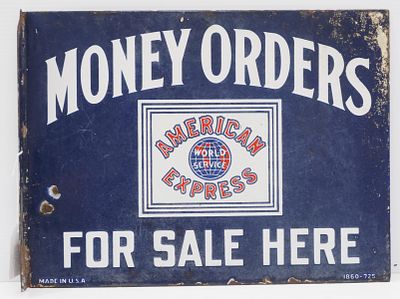 MONEY ORDERS
AMERICAN
WORLD
SERVICE
EXPRESS
FOR SALE HERE
MADE IN U.S.A 1860-725